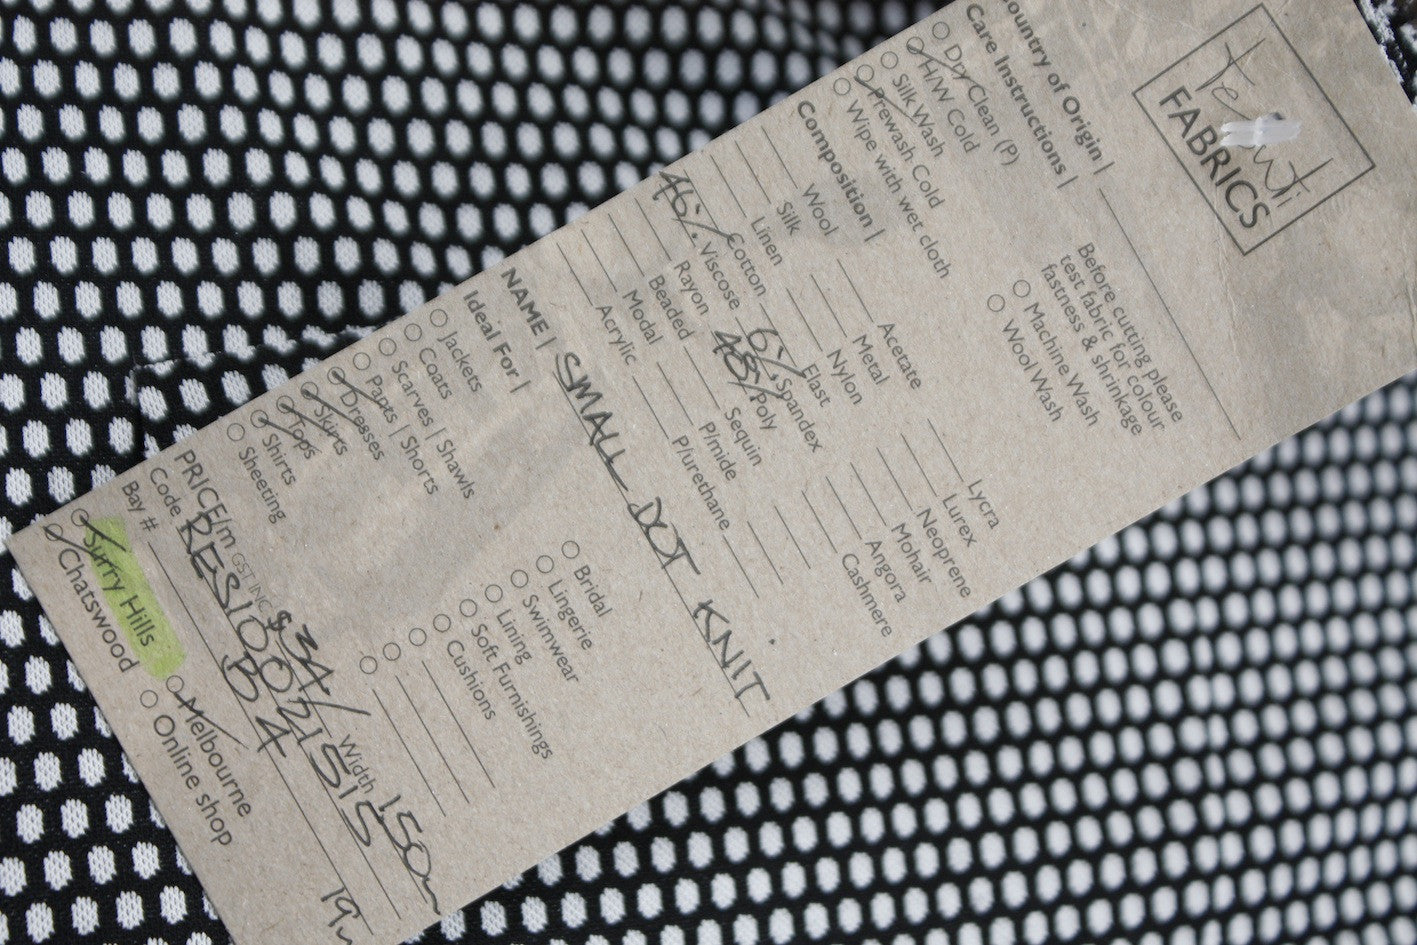 FABRICS
Country of Origin |
Care Instructions |
Dry Clean (P)
H/W Cold
Silk Wash
Prewash Cold
Wipe with wet cloth
Before cutting please
test fabric for colour
fastness & shrinkage
Machine Wash
Wool Wash
Composition |
Wool Acetate Lycra
Silk Metal Lurex
Linen Nylon Neoprene
Cotton Elast Mohair
46% Viscose 6% Spandex Angora
Rayon 48% Poly Cashmere
Beaded Sequin
Modal P/mide
Acrylic P/urethane
NAME | SMALL DOT KNIT
Ideal For |
Jackets Bridal
Coats Lingerie
Scarves | Shawls Swimwear
Pants | Shorts Lining
Dresses Soft Furnishings
Skirts Cushions
Tops
Shirts
Sheeting
PRICE/m GST INC $34/ Width 150
Code
Bay # B4 19
Surry Hills Melbourne
Chatswood Online shop